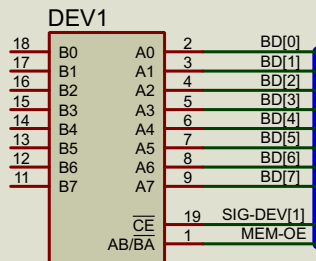 DEV1
18 B0 A0 2 BD[0]
17 B1 A1 3 BD[1]
16 B2 A2 4 BD[2]
15 B3 A3 5 BD[3]
14 B4 A4 6 BD[4]
13 B5 A5 7 BD[5]
12 B6 A6 8 BD[6]
11 B7 A7 9 BD[7]
CE 19 SIG-DEV[1]
AB/BA 1 MEM-OE